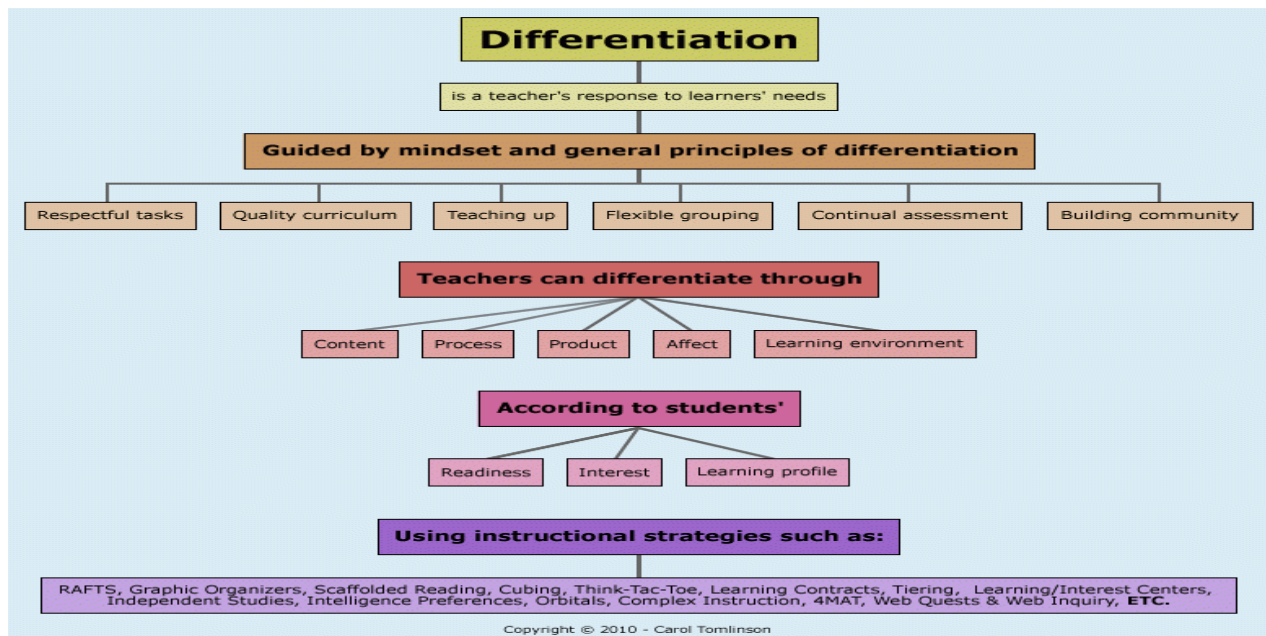 Differentiation
is a teacher's response to learners' needs
Guided by mindset and general principles of differentiation
Respectful tasks
Quality curriculum
Teaching up
Flexible grouping
Continual assessment
Building community
Teachers can differentiate through
Content
Process
Product
Affect
Learning environment
According to students'
Readiness
Interest
Learning profile
Using instructional strategies such as:
RAFTS, Graphic Organizers, Scaffolded Reading, Cubing, Think-Tac-Toe, Learning Contracts, Tiering, Learning/Interest Centers,
Independent Studies, Intelligence Preferences, Orbitals, Complex Instruction, 4MAT, Web Quests & Web Inquiry, ETC.
Copyright © 2010 - Carol Tomlinson